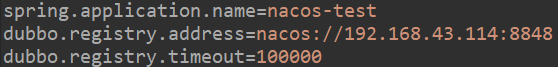 spring.application.name=nacos-test
dubbo.registry.address=nacos://192.168.43.114:8848
dubbo.registry.timeout=100000